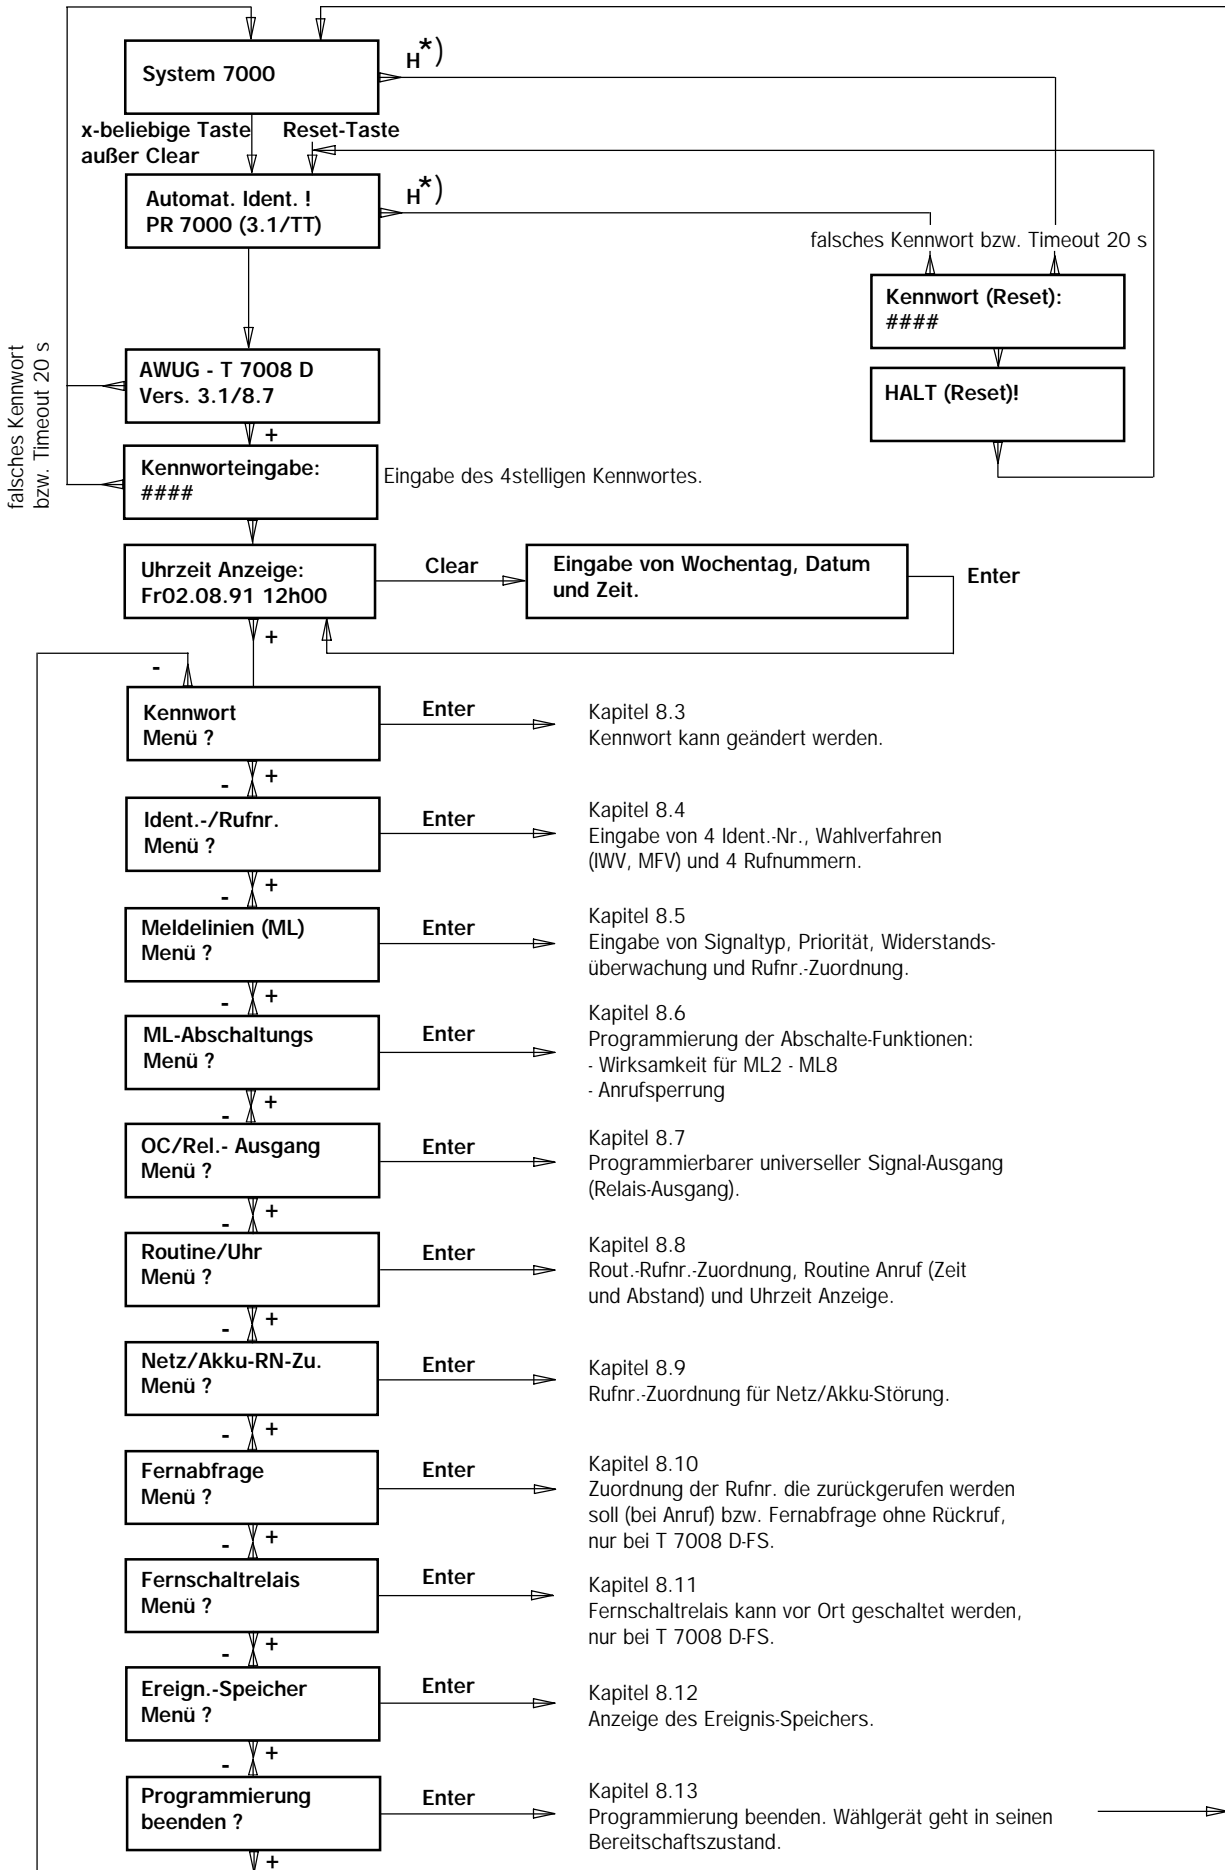 H*)
System 7000
x-beliebige Taste
außer Clear
Reset-Taste
Automat. Ident. !
PR 7000 (3.1/TT)
H*)
falsches Kennwort bzw. Timeout 20 s
Kennwort (Reset):
####
HALT (Reset)!
falsches Kennwort
bzw. Timeout 20 s
AWUG - T 7008 D
Vers. 3.1/8.7
+
Kennworteingabe:
####
Eingabe des 4stelligen Kennwortes.
Uhrzeit Anzeige:
Fr02.08.91 12h00
Clear
Eingabe von Wochentag, Datum
und Zeit.
Enter
+
-
Kennwort
Menü ?
Enter
Kapitel 8.3
Kennwort kann geändert werden.
+
-
Ident.-/Rufnr.
Menü ?
Enter
Kapitel 8.4
Eingabe von 4 Ident.-Nr., Wahlverfahren
(IWV, MFV) und 4 Rufnummern.
+
-
Meldelinien (ML)
Menü ?
Enter
Kapitel 8.5
Eingabe von Signaltyp, Priorität, Widerstands-
überwachung und Rufnr.-Zuordnung.
+
-
ML-Abschaltungs
Menü ?
Enter
Kapitel 8.6
Programmierung der Abschalte-Funktionen:
- Wirksamkeit für ML2 - ML8
- Anrufsperrung
+
-
OC/Rel.- Ausgang
Menü ?
Enter
Kapitel 8.7
Programmierbarer universeller Signal-Ausgang
(Relais-Ausgang).
+
-
Routine/Uhr
Menü ?
Enter
Kapitel 8.8
Rout.-Rufnr.-Zuordnung, Routine Anruf (Zeit
und Abstand) und Uhrzeit Anzeige.
+
-
Netz/Akku-RN-Zu.
Menü ?
Enter
Kapitel 8.9
Rufnr.-Zuordnung für Netz/Akku-Störung.
+
-
Fernabfrage
Menü ?
Enter
Kapitel 8.10
Zuordnung der Rufnr. die zurückgerufen werden
soll (bei Anruf) bzw. Fernabfrage ohne Rückruf,
nur bei T 7008 D-FS.
+
-
Fernschaltrelais
Menü ?
Enter
Kapitel 8.11
Fernschaltrelais kann vor Ort geschaltet werden,
nur bei T 7008 D-FS.
+
-
Ereign.-Speicher
Menü ?
Enter
Kapitel 8.12
Anzeige des Ereignis-Speichers.
+
-
Programmierung
beenden ?
Enter
Kapitel 8.13
Programmierung beenden. Wählgerät geht in seinen
Bereitschaftszustand.
+